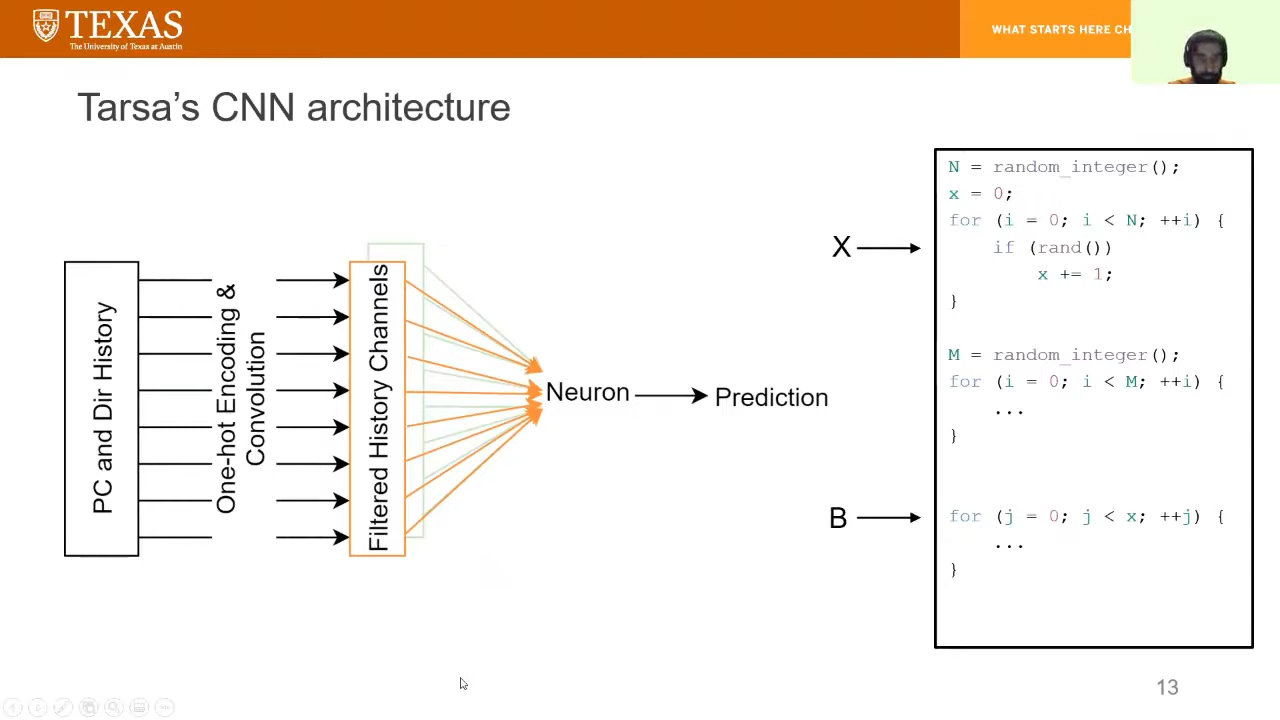 TEXAS
The University of Texas at Austin
WHAT STARTS HERE CH
Tarsa's CNN architecture
PC and Dir History
One-hot Encoding &
Convolution
Filtered History Channels
Neuron
Prediction
X
B
N = random_integer();
x = 0;
for (i = 0; i < N; ++i) {
if (rand())
x += 1;
}
M = random_integer();
for (i = 0; i < M; ++i) {
...
}
for (j = 0; j < x; ++j) {
...
}
13